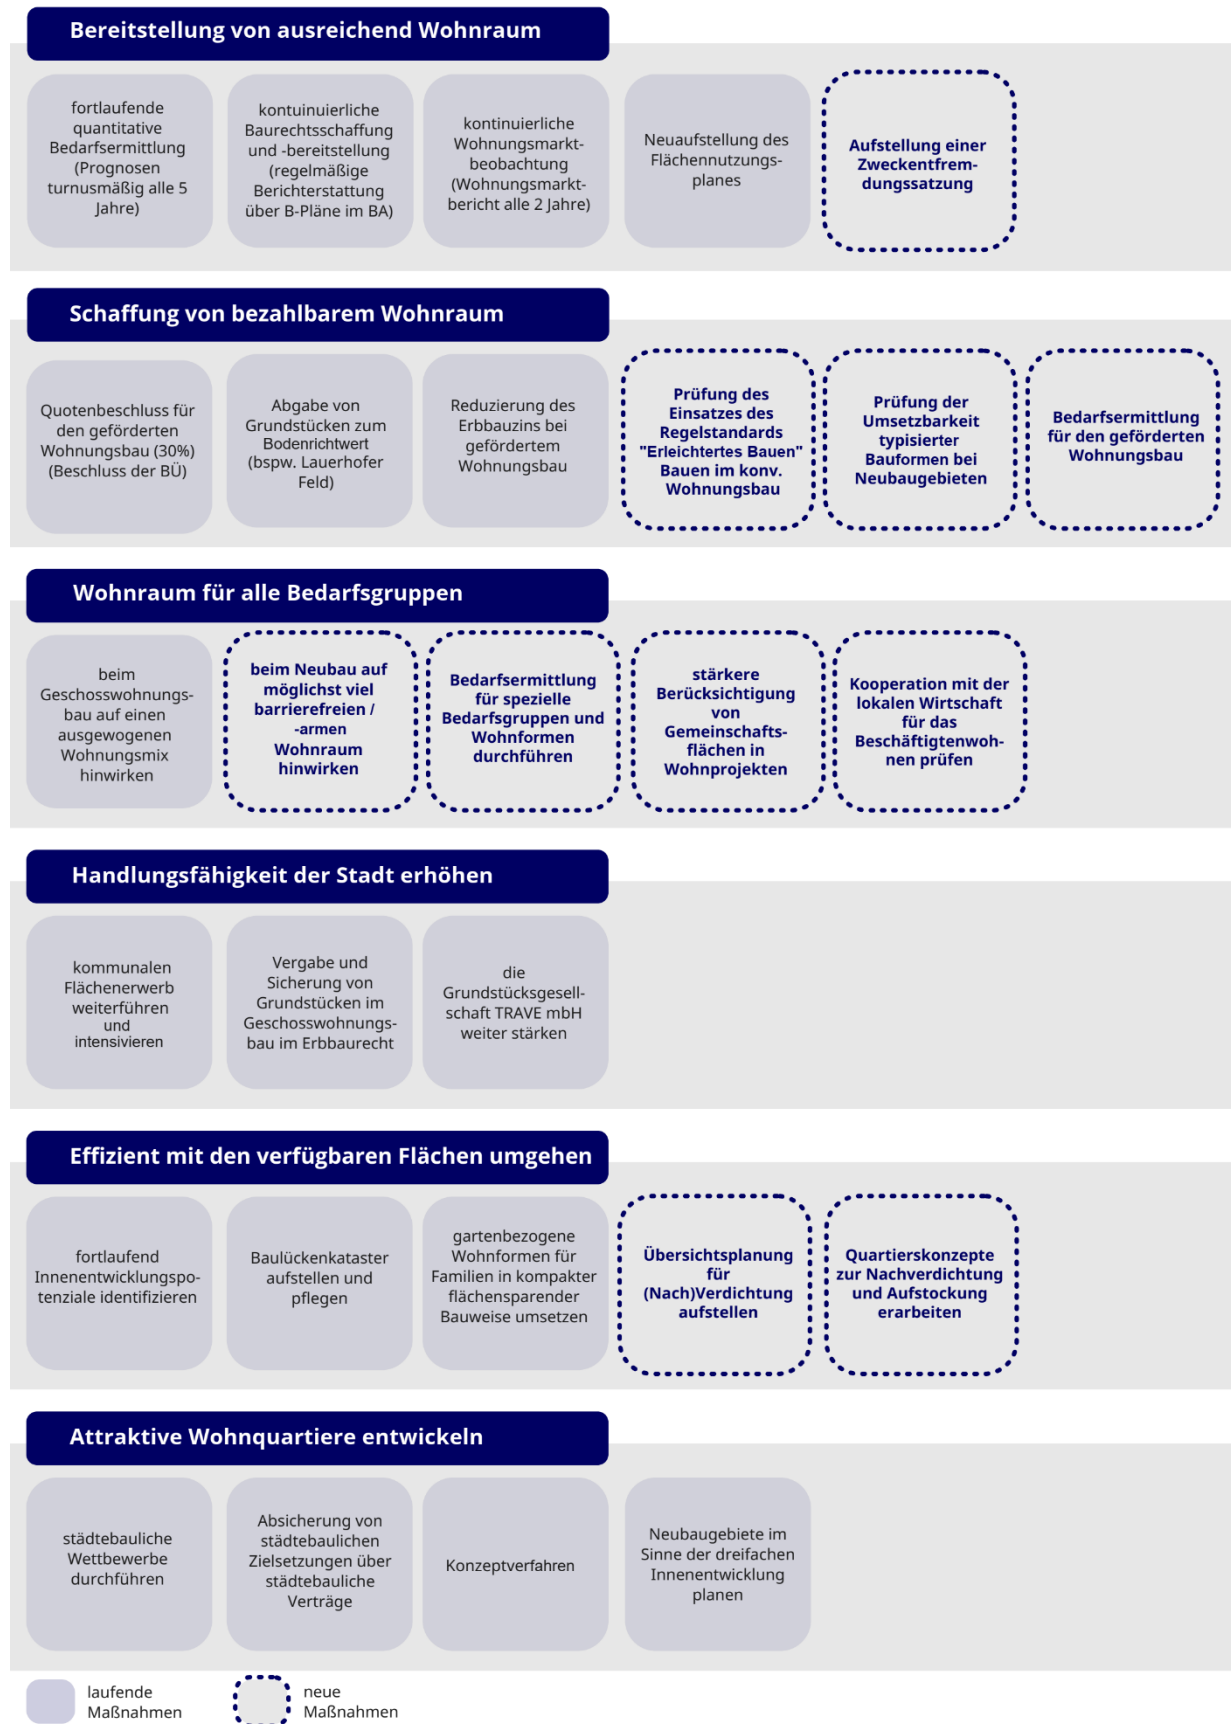 Bereitstellung von ausreichend Wohnraum
fortlaufende
quantitative
Bedarfsermittlung
(Prognosen
turnusmäßig alle 5
Jahre)
kontuinuierliche
Baurechtsschaffung
und -bereitstellung
(regelmäßige
Berichterstattung
über B-Pläne im BA)
kontinuierliche
Wohnungsmarkt-
beobachtung
(Wohnungsmarkt-
bericht alle 2 Jahre)
Neuaufstellung des
Flächennutzungs-
planes
Aufstellung einer
Zweckentfrem-
dungssatzung
Schaffung von bezahlbarem Wohnraum
Quotenbeschluss für
den geförderten
Wohnungsbau (30%)
(Beschluss der BÜ)
Abgabe von
Grundstücken zum
Bodenrichtwert
(bspw. Lauerhofer
Feld)
Reduzierung des
Erbbauzins bei
gefördertem
Wohnungsbau
Prüfung des
Einsatzes des
Regelstandards
"Erleichtertes Bauen"
Bauen im konv.
Wohnungsbau
Prüfung der
Umsetzbarkeit
typisierter
Bauformen bei
Neubaugebieten
Bedarfsermittlung
für den geförderten
Wohnungsbau
Wohnraum für alle Bedarfsgruppen
beim
Geschosswohnungs-
bau auf einen
ausgewogenen
Wohnungsmix
hinwirken
beim Neubau auf
möglichst viel
barrierefreien /
-armen
Wohnraum
hinwirken
Bedarfsermittlung
für spezielle
Bedarfsgruppen und
Wohnformen
durchführen
stärkere
Berücksichtigung
von
Gemeinschafts-
flächen in
Wohnprojekten
Kooperation mit der
lokalen Wirtschaft
für das
Beschäftigtenwoh-
nen prüfen
Handlungsfähigkeit der Stadt erhöhen
kommunalen
Flächenerwerb
weiterführen
und
intensivieren
Vergabe und
Sicherung von
Grundstücken im
Geschosswohnungs-
bau im Erbbaurecht
die
Grundstücksgesell-
schaft TRAVE mbH
weiter stärken
Effizient mit den verfügbaren Flächen umgehen
fortlaufend
Innenentwicklungspo-
tenziale identifizieren
Baulückenkataster
aufstellen und
pflegen
gartenbezogene
Wohnformen für
Familien in kompakter
flächensparender
Bauweise umsetzen
Übersichtsplanung
für
(Nach)Verdichtung
aufstellen
Quartierskonzepte
zur Nachverdichtung
und Aufstockung
erarbeiten
Attraktive Wohnquartiere entwickeln
städtebauliche
Wettbewerbe
durchführen
Absicherung von
städtebaulichen
Zielsetzungen über
städtebauliche
Verträge
Konzeptverfahren
Neubaugebiete im
Sinne der dreifachen
Innenentwicklung
planen
laufende
Maßnahmen
neue
Maßnahmen